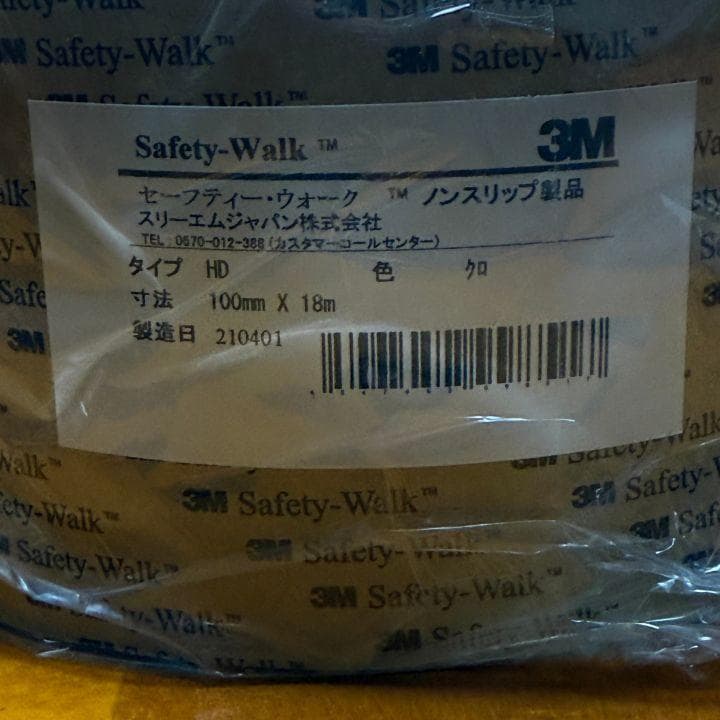 3M Safety-Walk™
3M Safety-Walk™
Safety-Walk ™ 3M
セーフティー・ウォーク ™ ノンスリップ製品
スリーエムジャパン株式会社
TEL:0570-012-388(カスタマーコールセンター)
タイプ HD 色 クロ
寸法 100mm X 18m
製造日 210401
3M Safety-Walk™
3M Safety-
3M Safety-Walk
3M Safety-Walk™
Safety-Walk™